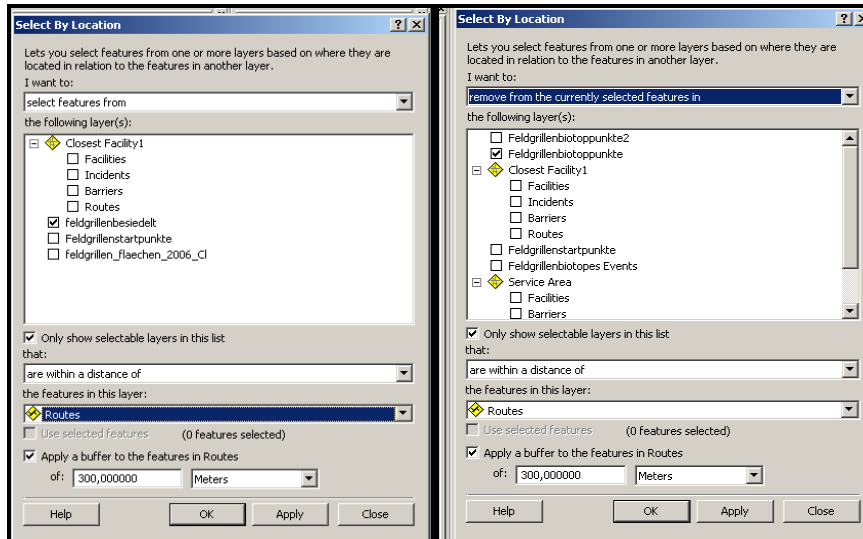 Select By Location
Lets you select features from one or more layers based on where they are
located in relation to the features in another layer.
I want to:
select features from
the following layer(s):
Closest Facility1
Facilities
Incidents
Barriers
Routes
feldgrillenbesiedelt
Feldgrillenstartpunkte
feldgrillen_flaechen_2006_Cl
Only show selectable layers in this list
that:
are within a distance of
the features in this layer:
Routes
Use selected features (0 features selected)
Apply a buffer to the features in Routes
of: 300,000000 Meters
Help OK Apply Close
Select By Location
Lets you select features from one or more layers based on where they are
located in relation to the features in another layer.
I want to:
remove from the currently selected features in
the following layer(s):
Feldgrillenbiotoppunkte2
Feldgrillenbiotoppunkte
Closest Facility1
Facilities
Incidents
Barriers
Routes
Feldgrillenstartpunkte
Feldgrillenbiotopes Events
Service Area
Facilities
Barriers
Only show selectable layers in this list
that:
are within a distance of
the features in this layer:
Routes
Use selected features (0 features selected)
Apply a buffer to the features in Routes
of: 300,000000 Meters
Help OK Apply Close